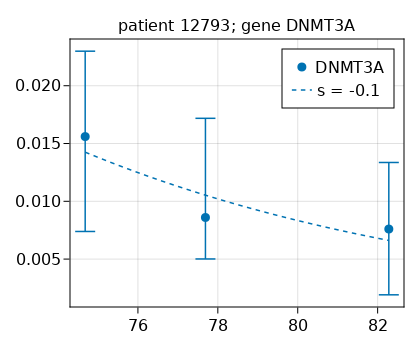 patient 12793; gene DNMT3A
DNMT3A
s = -0.1
0.020
0.015
0.010
0.005
76 78 80 82